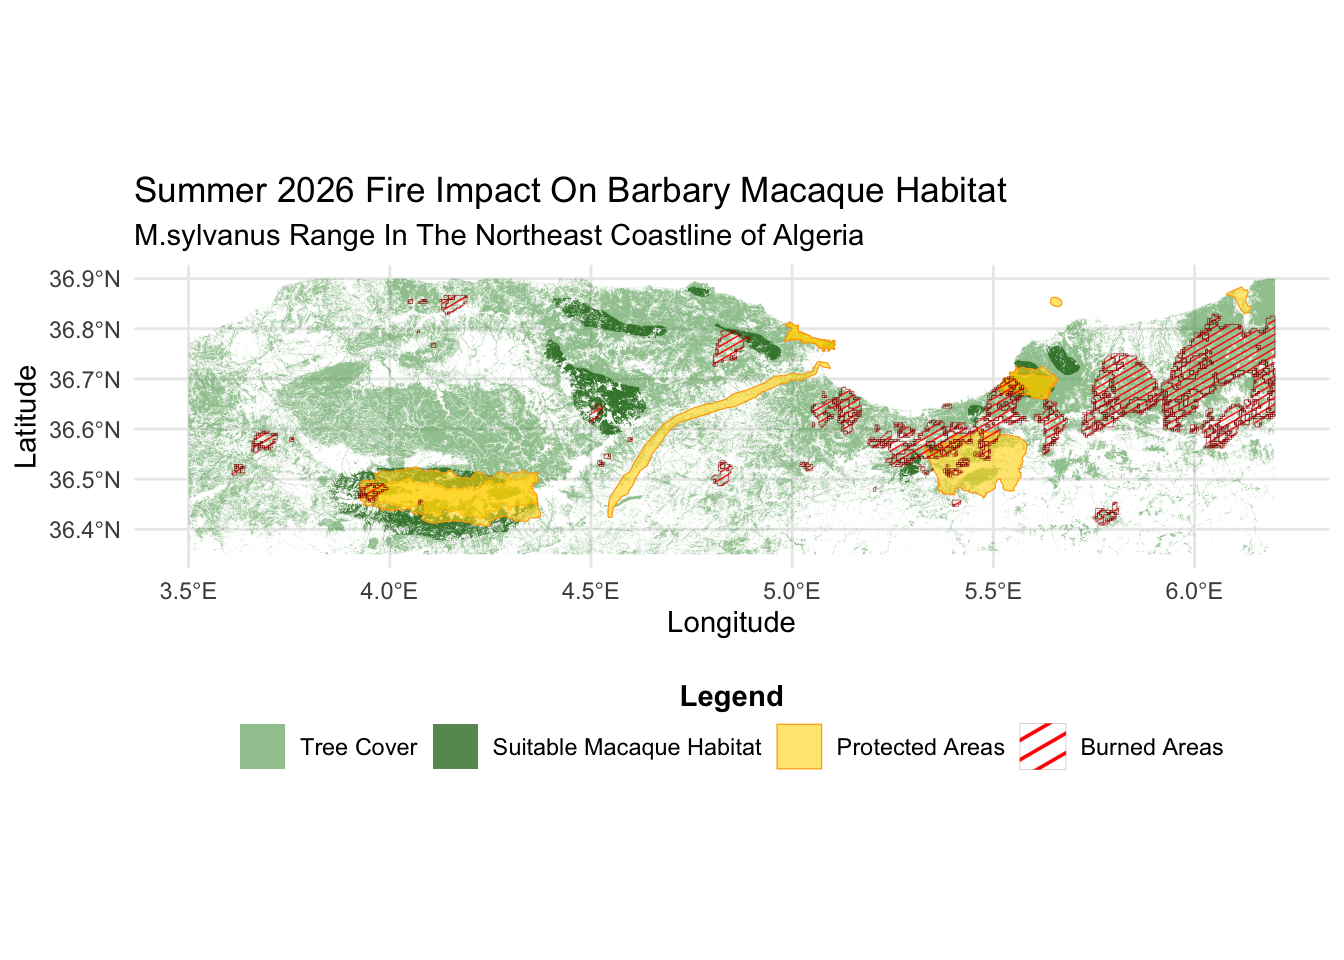 Summer 2026 Fire Impact On Barbary Macaque Habitat
M.sylvanus Range In The Northeast Coastline of Algeria
36.9°N
36.8°N
36.7°N
36.6°N
36.5°N
36.4°N
Latitude
3.5°E 4.0°E 4.5°E 5.0°E 5.5°E 6.0°E
Longitude
Legend
Tree Cover Suitable Macaque Habitat Protected Areas Burned Areas